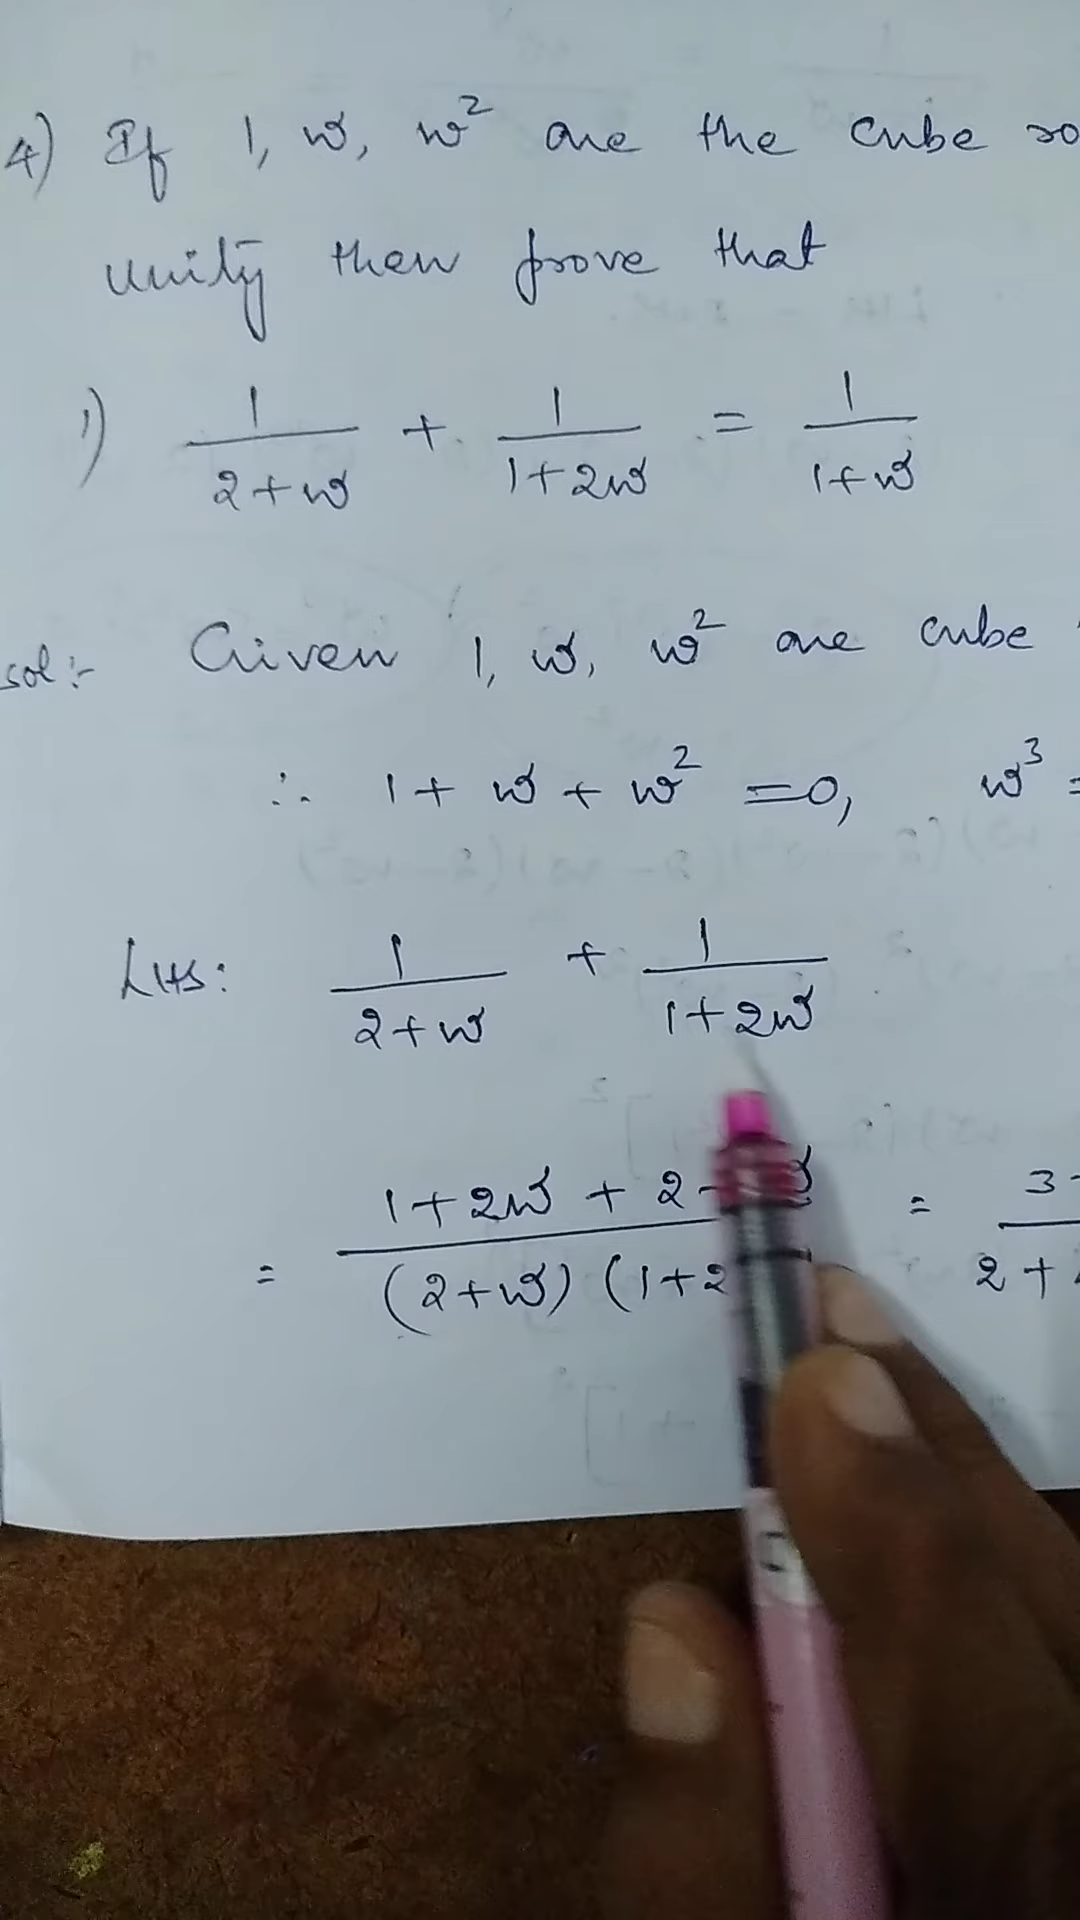 4) If 1, ω, ω² are the cube
unity then prove that
1) 1/(2+ω) + 1/(1+2ω) = 1/(1+ω)
sol:- Given 1, ω, ω² are cube
∴ 1 + ω + ω² = 0, ω³ =
LHS: 1/(2+ω) + 1/(1+2ω)
= (1+2ω + 2 / (2+ω) (1+2 = 3 / 2 +